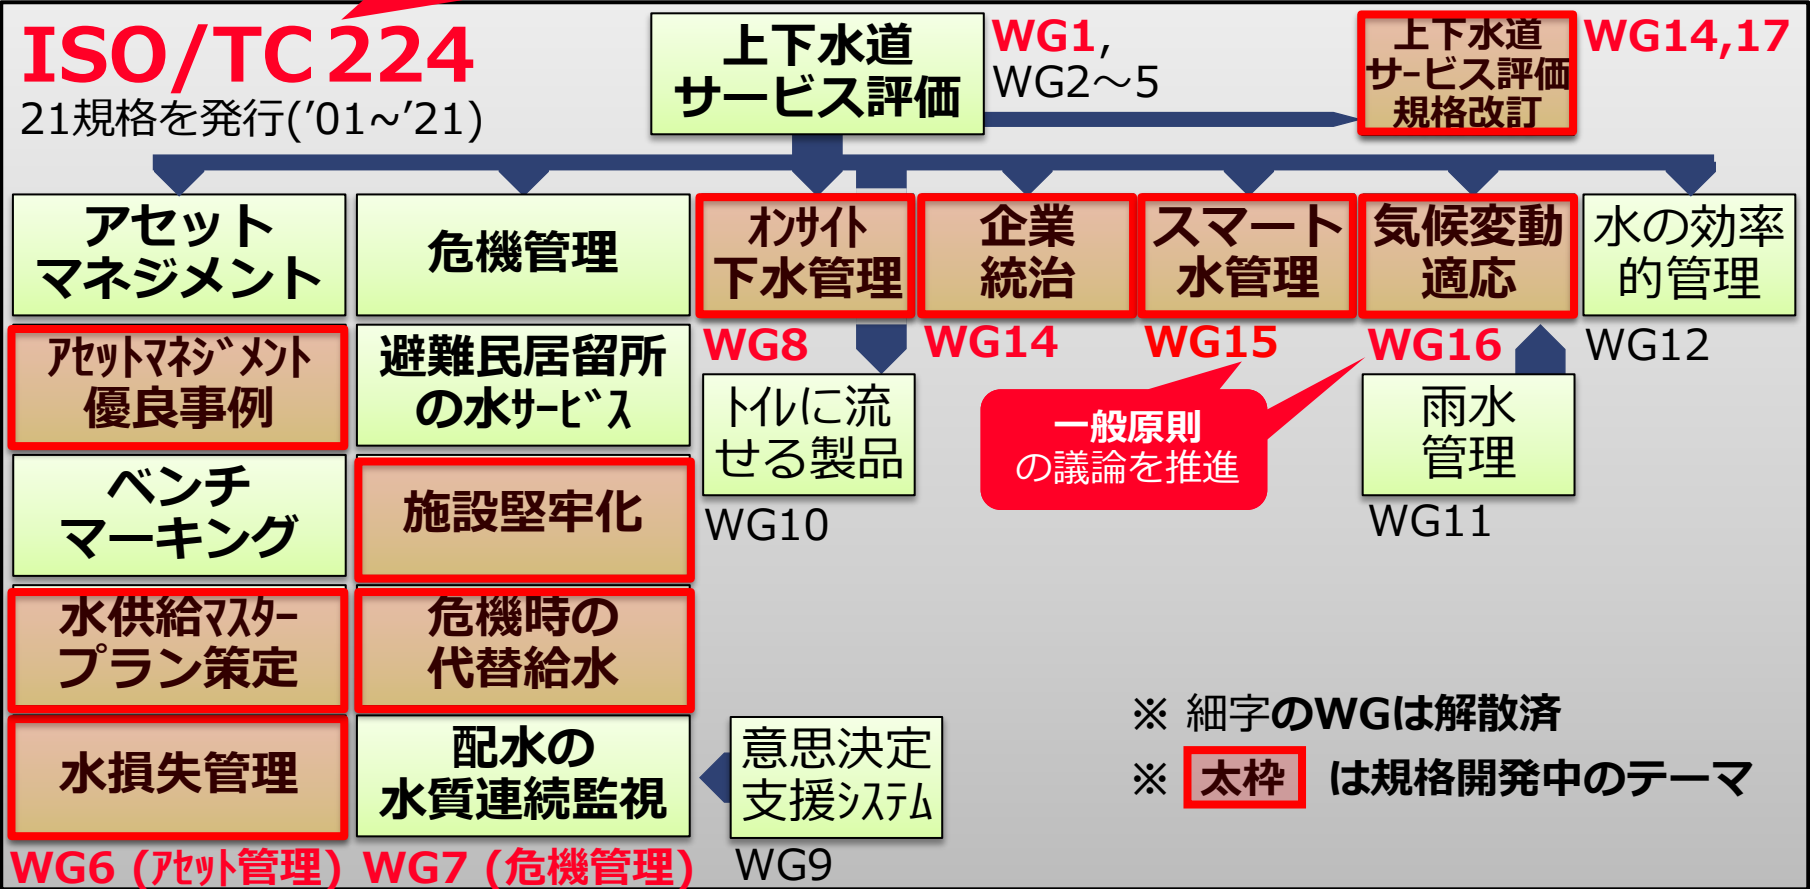 ISO/TC 224
21規格を発行('01~'21)
上下水道
サービス評価
WG1,
WG2～5
上下水道
サービス評価
規格改訂
WG14,17
アセット
マネジメント
危機管理
ｵﾝｻｲﾄ
下水管理
企業
統治
スマート
水管理
気候変動
適応
水の効率
的管理
WG8
WG14
WG15
WG16
WG12
ｱｾｯﾄﾏﾈｼﾞﾒﾝﾄ
優良事例
避難民居留所
の水ｻｰﾋﾞｽ
ﾄｲﾚに流
せる製品
WG10
一般原則
の議論を推進
雨水
管理
WG11
ベンチ
マーキング
施設堅牢化
水供給ﾏｽﾀｰ
プラン策定
危機時の
代替給水
水損失管理
配水の
水質連続監視
意思決定
支援ｼｽﾃﾑ
WG6 (ｱｾｯﾄ管理)
WG7 (危機管理)
WG9
※ 細字のWGは解散済
※ 太枠 は規格開発中のテーマ